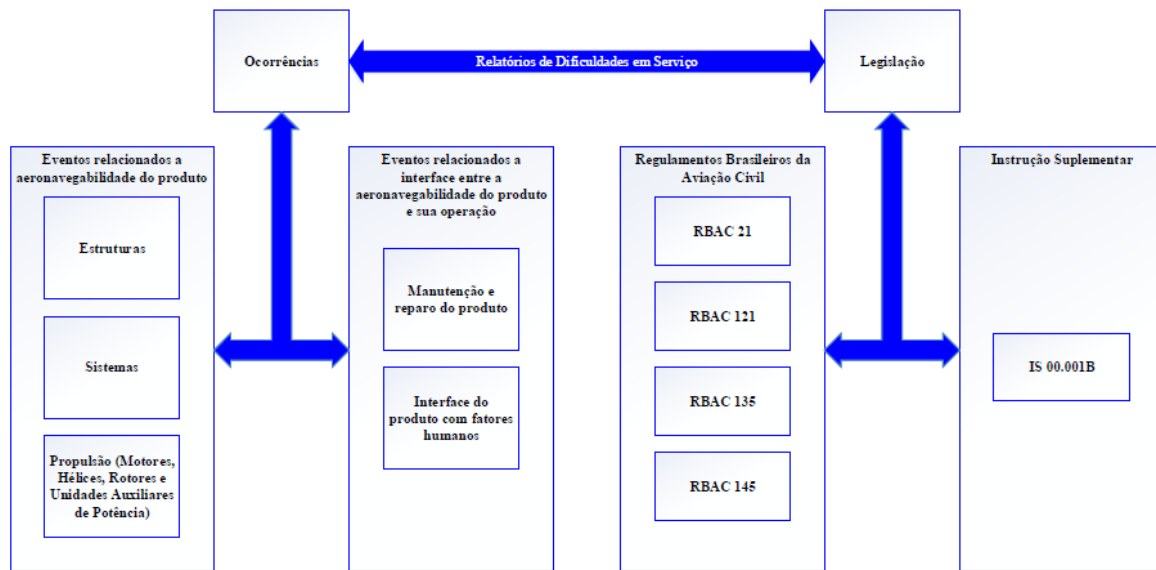 Ocorrências
Relatórios de Dificuldades em Serviço
Legislação
Eventos relacionados a
aeronavegabilidade do produto
Estruturas
Sistemas
Propulsão (Motores,
Hélices, Rotores e
Unidades Auxiliares
de Potência)
Eventos relacionados a
interface entre a
aeronavegabilidade do produto
e sua operação
Manutenção e
reparo do produto
Interface do
produto com fatores
humanos
Regulamentos Brasileiros da
Aviação Civil
RBAC 21
RBAC 121
RBAC 135
RBAC 145
Instrução Suplementar
IS 00.001B